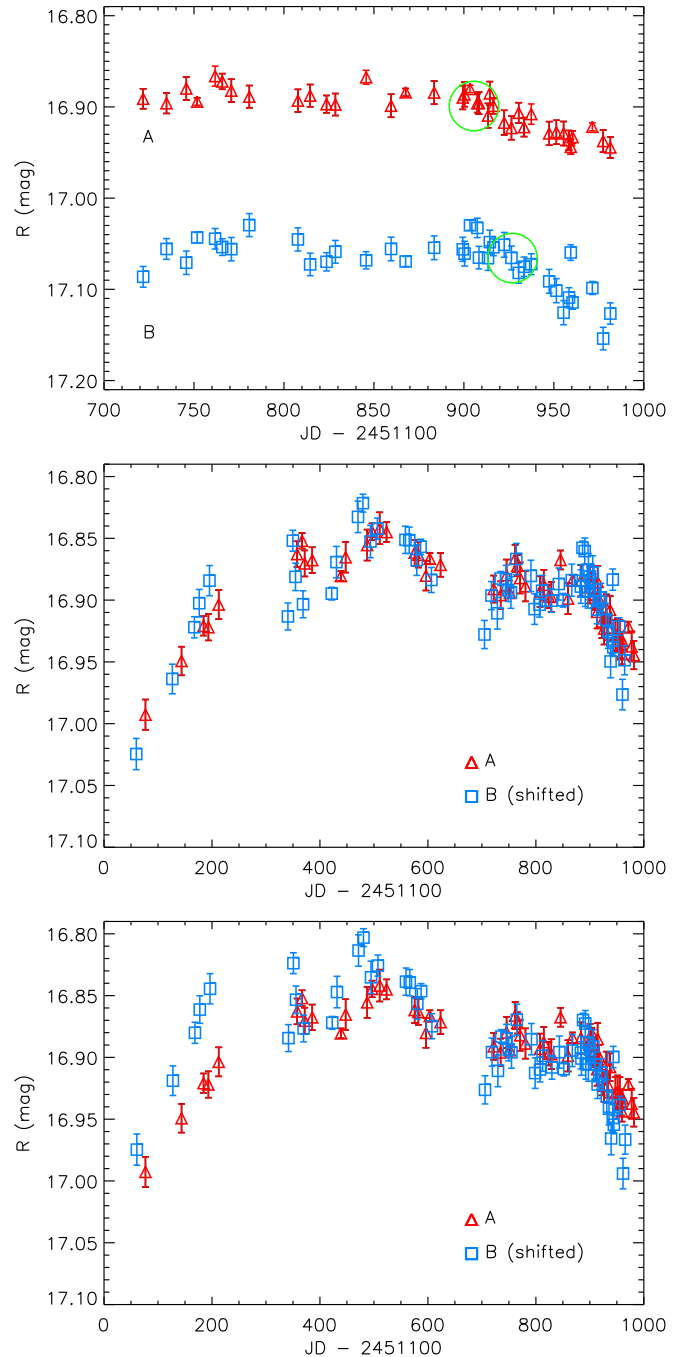 16.80
16.90
17.00
17.10
17.20
R (mag)
A
B
700 750 800 850 900 950 1000
JD – 2451100
16.80
16.85
16.90
16.95
17.00
17.05
17.10
R (mag)
A
B (shifted)
0 200 400 600 800 1000
JD – 2451100
16.80
16.85
16.90
16.95
17.00
17.05
17.10
R (mag)
A
B (shifted)
0 200 400 600 800 1000
JD – 2451100